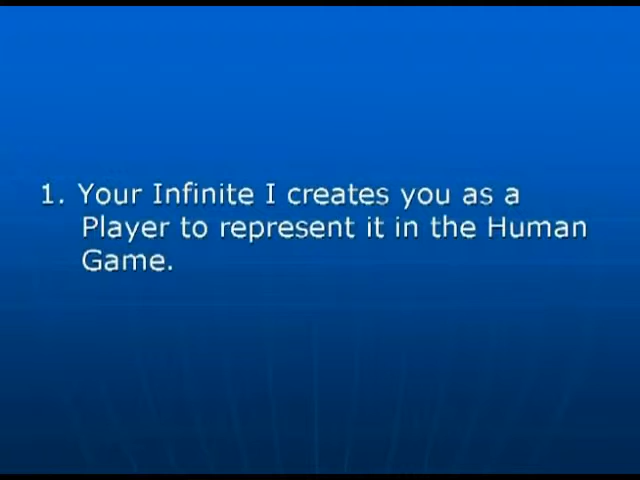 1. Your Infinite I creates you as a
Player to represent it in the Human
Game.